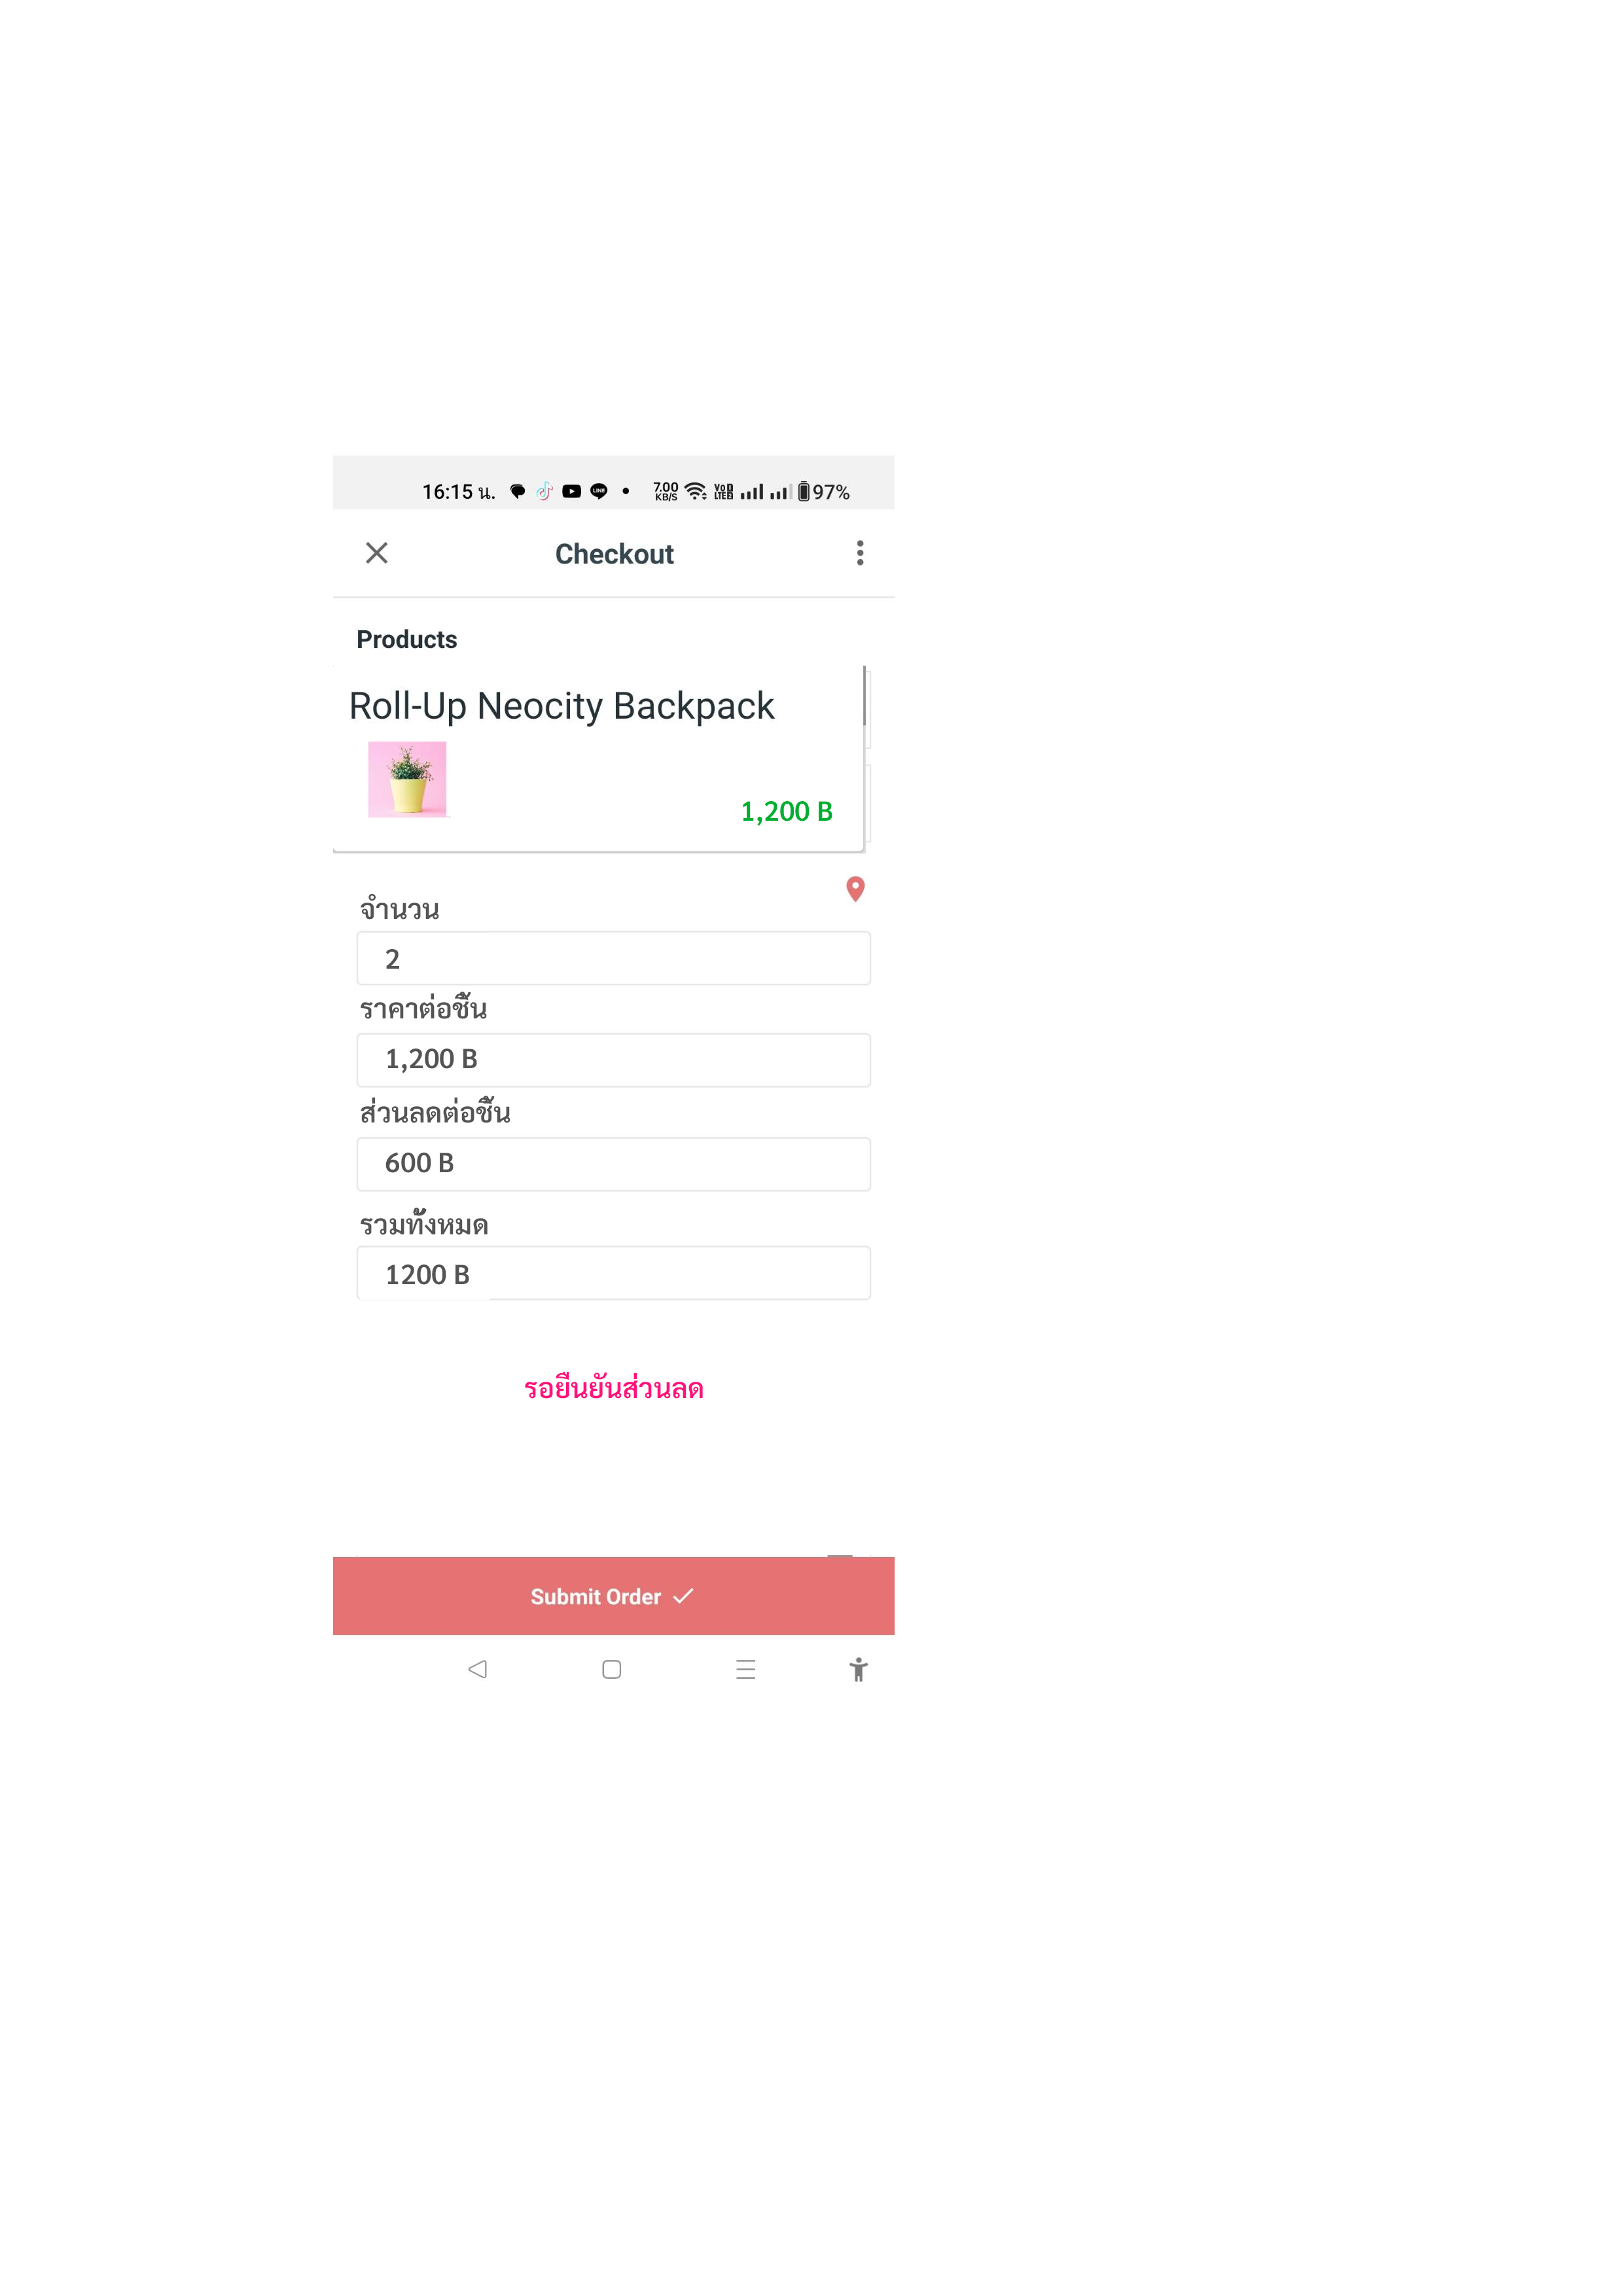 16:15 น. LINE 7.00 KB/S VoD LTE2 97%
Checkout
Products
Roll-Up Neocity Backpack
1,200 B
จำนวน
2
ราคาต่อชิ้น
1,200 B
ส่วนลดต่อชิ้น
600 B
รวมทั้งหมด
1200 B
รอยืนยันส่วนลด
Submit Order